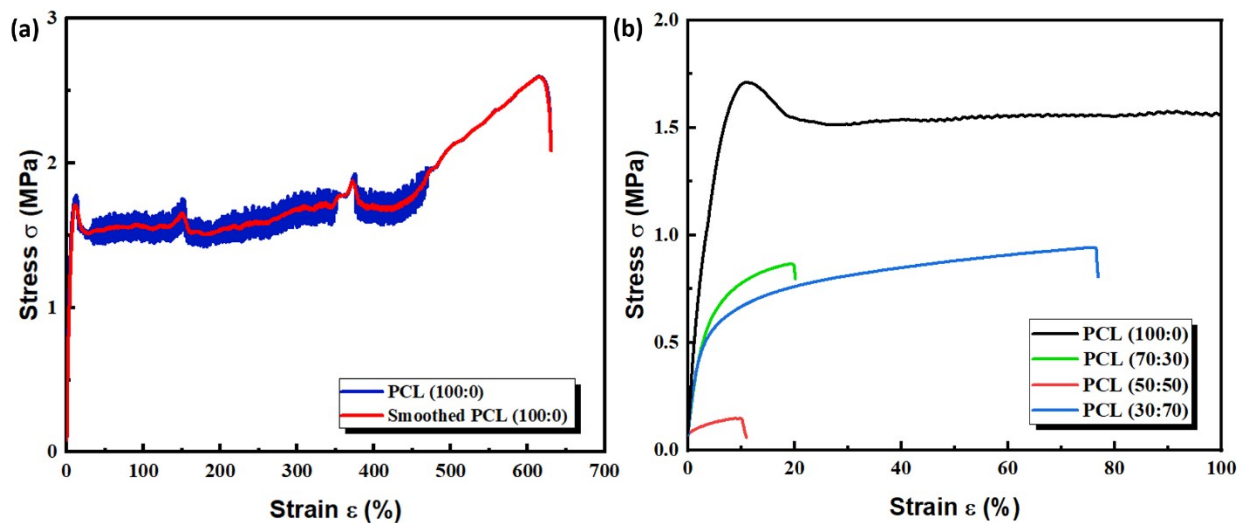 (a)
3
2
1
0
0
100
200
300
400
500
600
700
Stress σ (MPa)
Strain ε (%)
PCL (100:0)
Smoothed PCL (100:0)
(b)
2.0
1.5
1.0
0.5
0.0
0
20
40
60
80
100
Stress σ (MPa)
Strain ε (%)
PCL (100:0)
PCL (70:30)
PCL (50:50)
PCL (30:70)